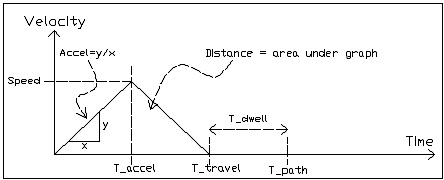 Velocity
Accel=y/x
Distance = area under graph
Speed
y
x
T_dwell
Time
T_accel
T_travel
T_path